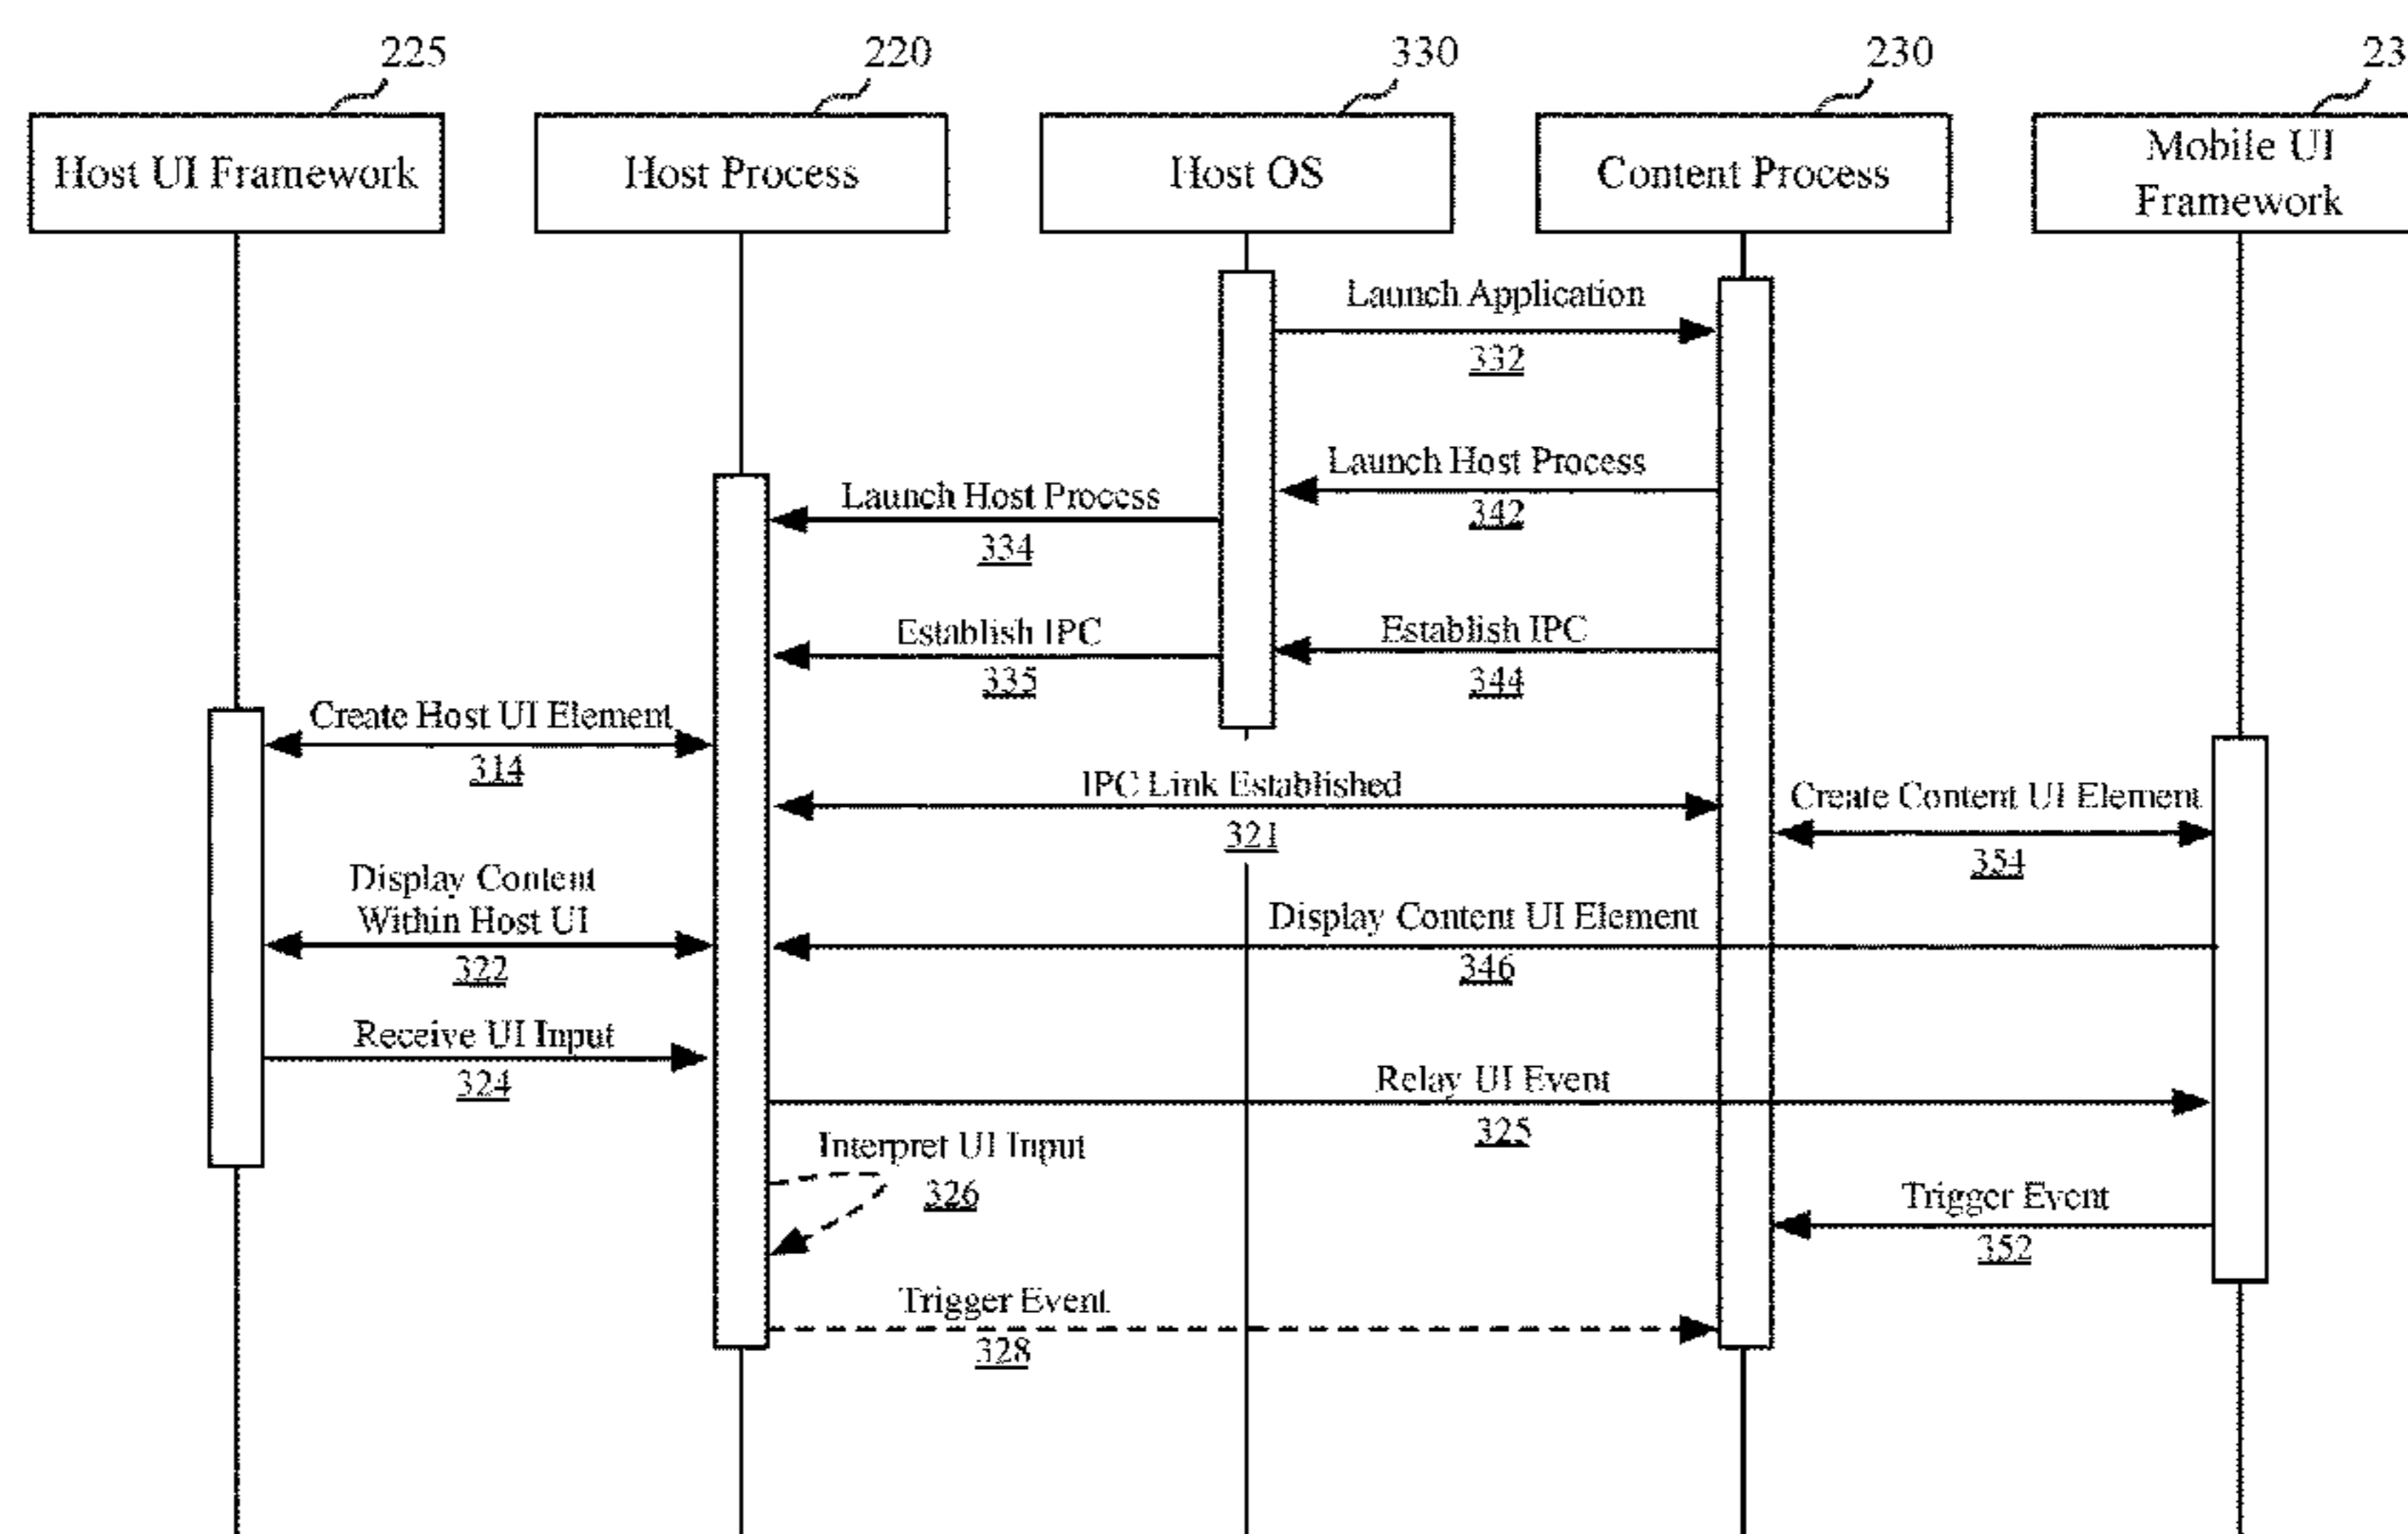 225
220
330
230
23
Host UI Framework
Host Process
Host OS
Content Process
Mobile UI
Framework
Launch Application
332
Launch Host Process
342
Launch Host Process
334
Establish IPC
344
Establish IPC
335
Create Host UI Element
314
IPC Link Established
321
Create Content UI Element
354
Display Content
Within Host UI
322
Display Content UI Element
346
Receive UI Input
324
Relay UI Event
325
Interpret UI Input
326
Trigger Event
352
Trigger Event
328